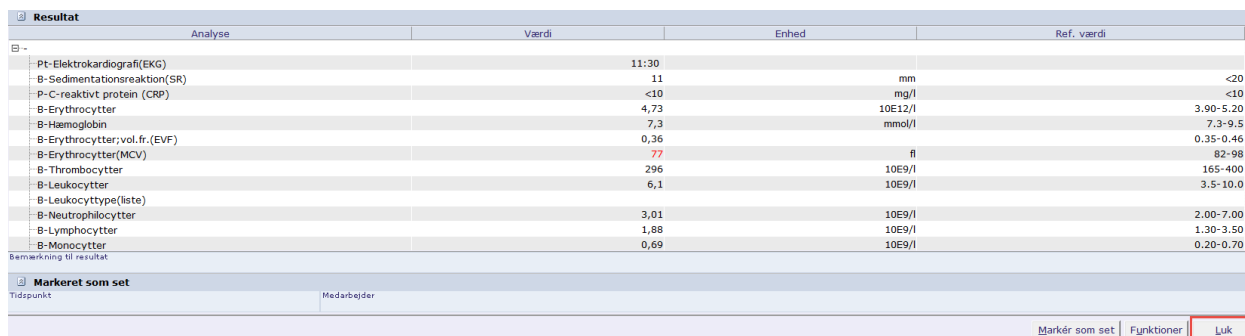 Resultat
Analyse Værdi Enhed Ref. værdi
-
Pt-Elektrokardiografi(EKG) 11:30
B-Sedimentationsreaktion(SR) 11 mm <20
P-C-reaktivt protein (CRP) <10 mg/l <10
B-Erythrocytter 4,73 10E12/l 3.90-5.20
B-Hæmoglobin 7,3 mmol/l 7.3-9.5
B-Erythrocytter;vol.fr.(EVF) 0,36 0.35-0.46
B-Erythrocytter(MCV) 77 fl 82-98
B-Thrombocytter 296 10E9/l 165-400
B-Leukocytter 6,1 10E9/l 3.5-10.0
B-Leukocyttype(liste)
B-Neutrophilocytter 3,01 10E9/l 2.00-7.00
B-Lymphocytter 1,88 10E9/l 1.30-3.50
B-Monocytter 0,69 10E9/l 0.20-0.70
Bemærkning til resultat
Markeret som set
Tidspunkt Medarbejder
Markér som set Funktioner Luk